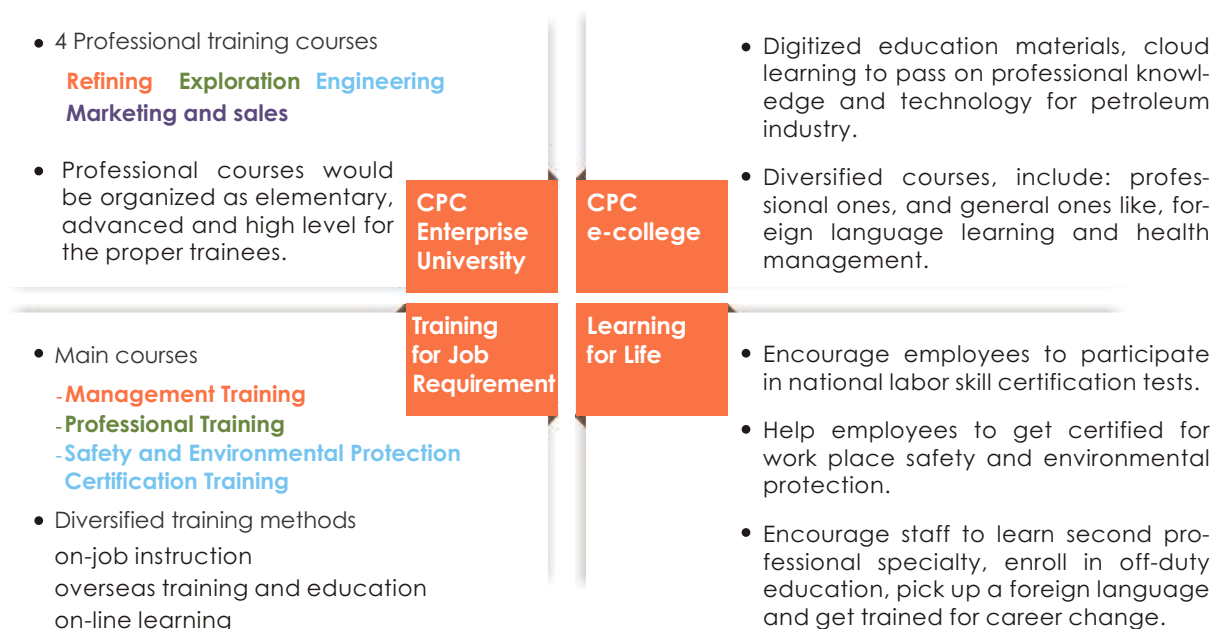 • 4 Professional training courses
Refining Exploration Engineering
Marketing and sales
• Professional courses would
be organized as elementary,
advanced and high level for
the proper trainees.
CPC
Enterprise
University
CPC
e-college
• Digitized education materials, cloud
learning to pass on professional knowl-
edge and technology for petroleum
industry.
• Diversified courses, include: profes-
sional ones, and general ones like, for-
eign language learning and health
management.
Training
for Job
Requirement
Learning
for Life
• Main courses
-Management Training
-Professional Training
-Safety and Environmental Protection
Certification Training
• Diversified training methods
on-job instruction
overseas training and education
on-line learning
• Encourage employees to participate
in national labor skill certification tests.
• Help employees to get certified for
work place safety and environmental
protection.
• Encourage staff to learn second pro-
fessional specialty, enroll in off-duty
education, pick up a foreign language
and get trained for career change.